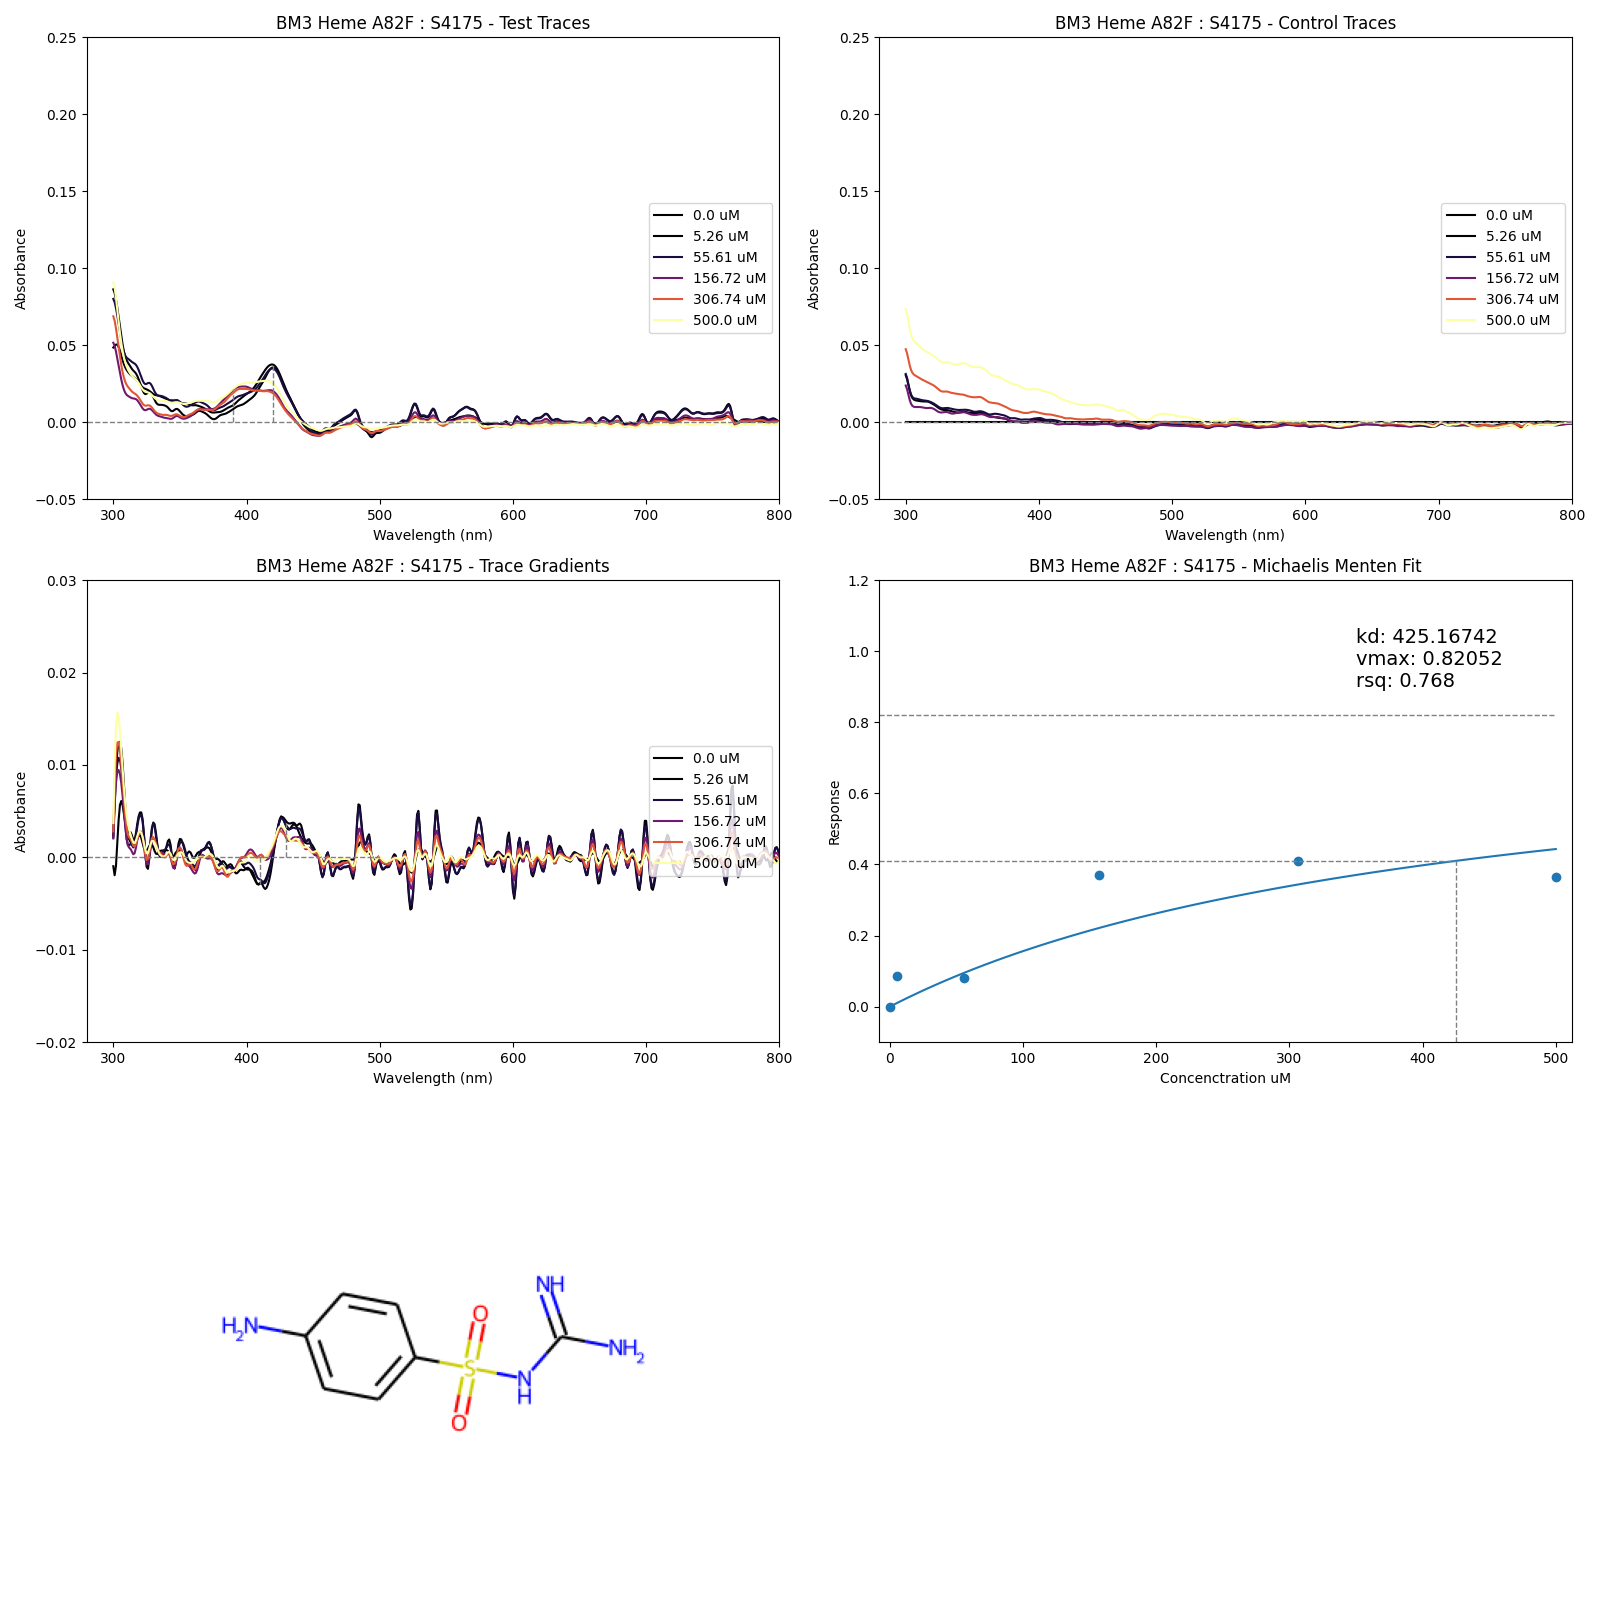 BM3 Heme A82F : S4175 - Test Traces
0.25
0.20
0.15
0.10
0.05
0.00
−0.05
Absorbance
300 400 500 600 700 800
Wavelength (nm)
0.0 uM
5.26 uM
55.61 uM
156.72 uM
306.74 uM
500.0 uM
BM3 Heme A82F : S4175 - Control Traces
0.25
0.20
0.15
0.10
0.05
0.00
−0.05
Absorbance
300 400 500 600 700 800
Wavelength (nm)
0.0 uM
5.26 uM
55.61 uM
156.72 uM
306.74 uM
500.0 uM
BM3 Heme A82F : S4175 - Trace Gradients
0.03
0.02
0.01
0.00
−0.01
−0.02
Absorbance
300 400 500 600 700 800
Wavelength (nm)
0.0 uM
5.26 uM
55.61 uM
156.72 uM
306.74 uM
500.0 uM
BM3 Heme A82F : S4175 - Michaelis Menten Fit
1.2
1.0
0.8
0.6
0.4
0.2
0.0
Response
kd: 425.16742
vmax: 0.82052
rsq: 0.768
0 100 200 300 400 500
Concenctration uM
NH
O
H2N
S
NH2
N
H
O